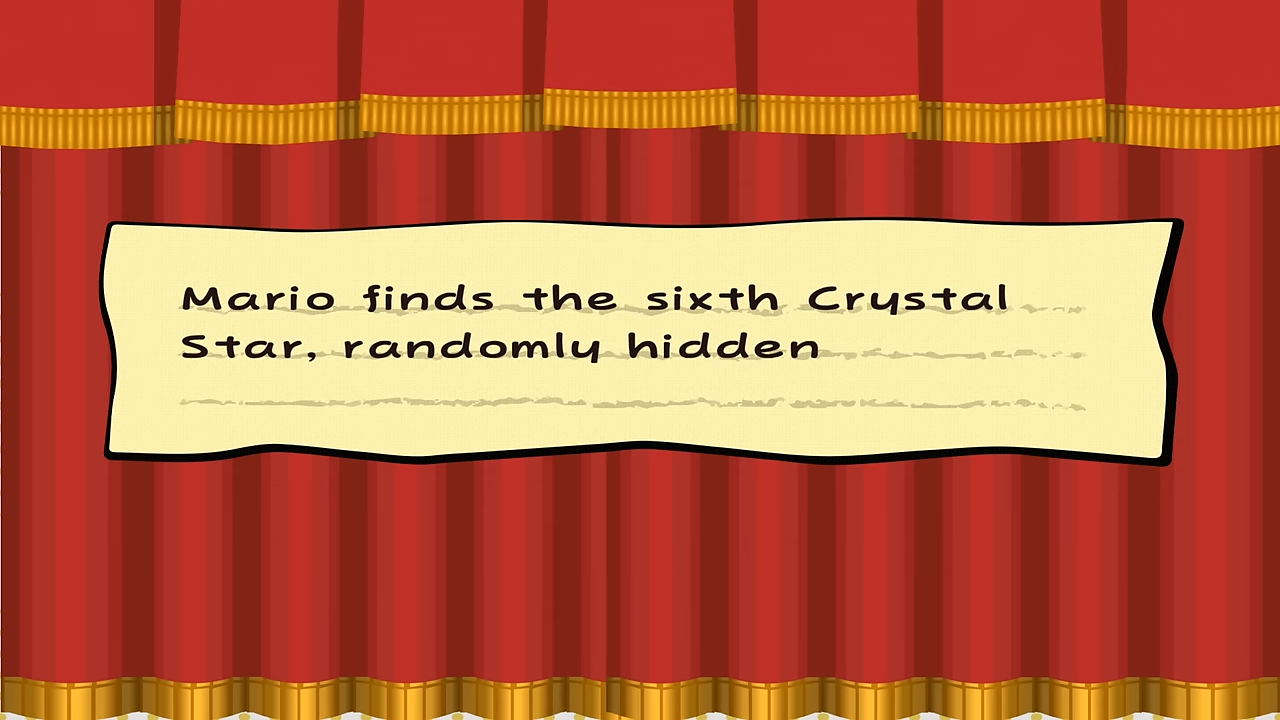 Mario finds the sixth Crystal
Star, randomly hidden